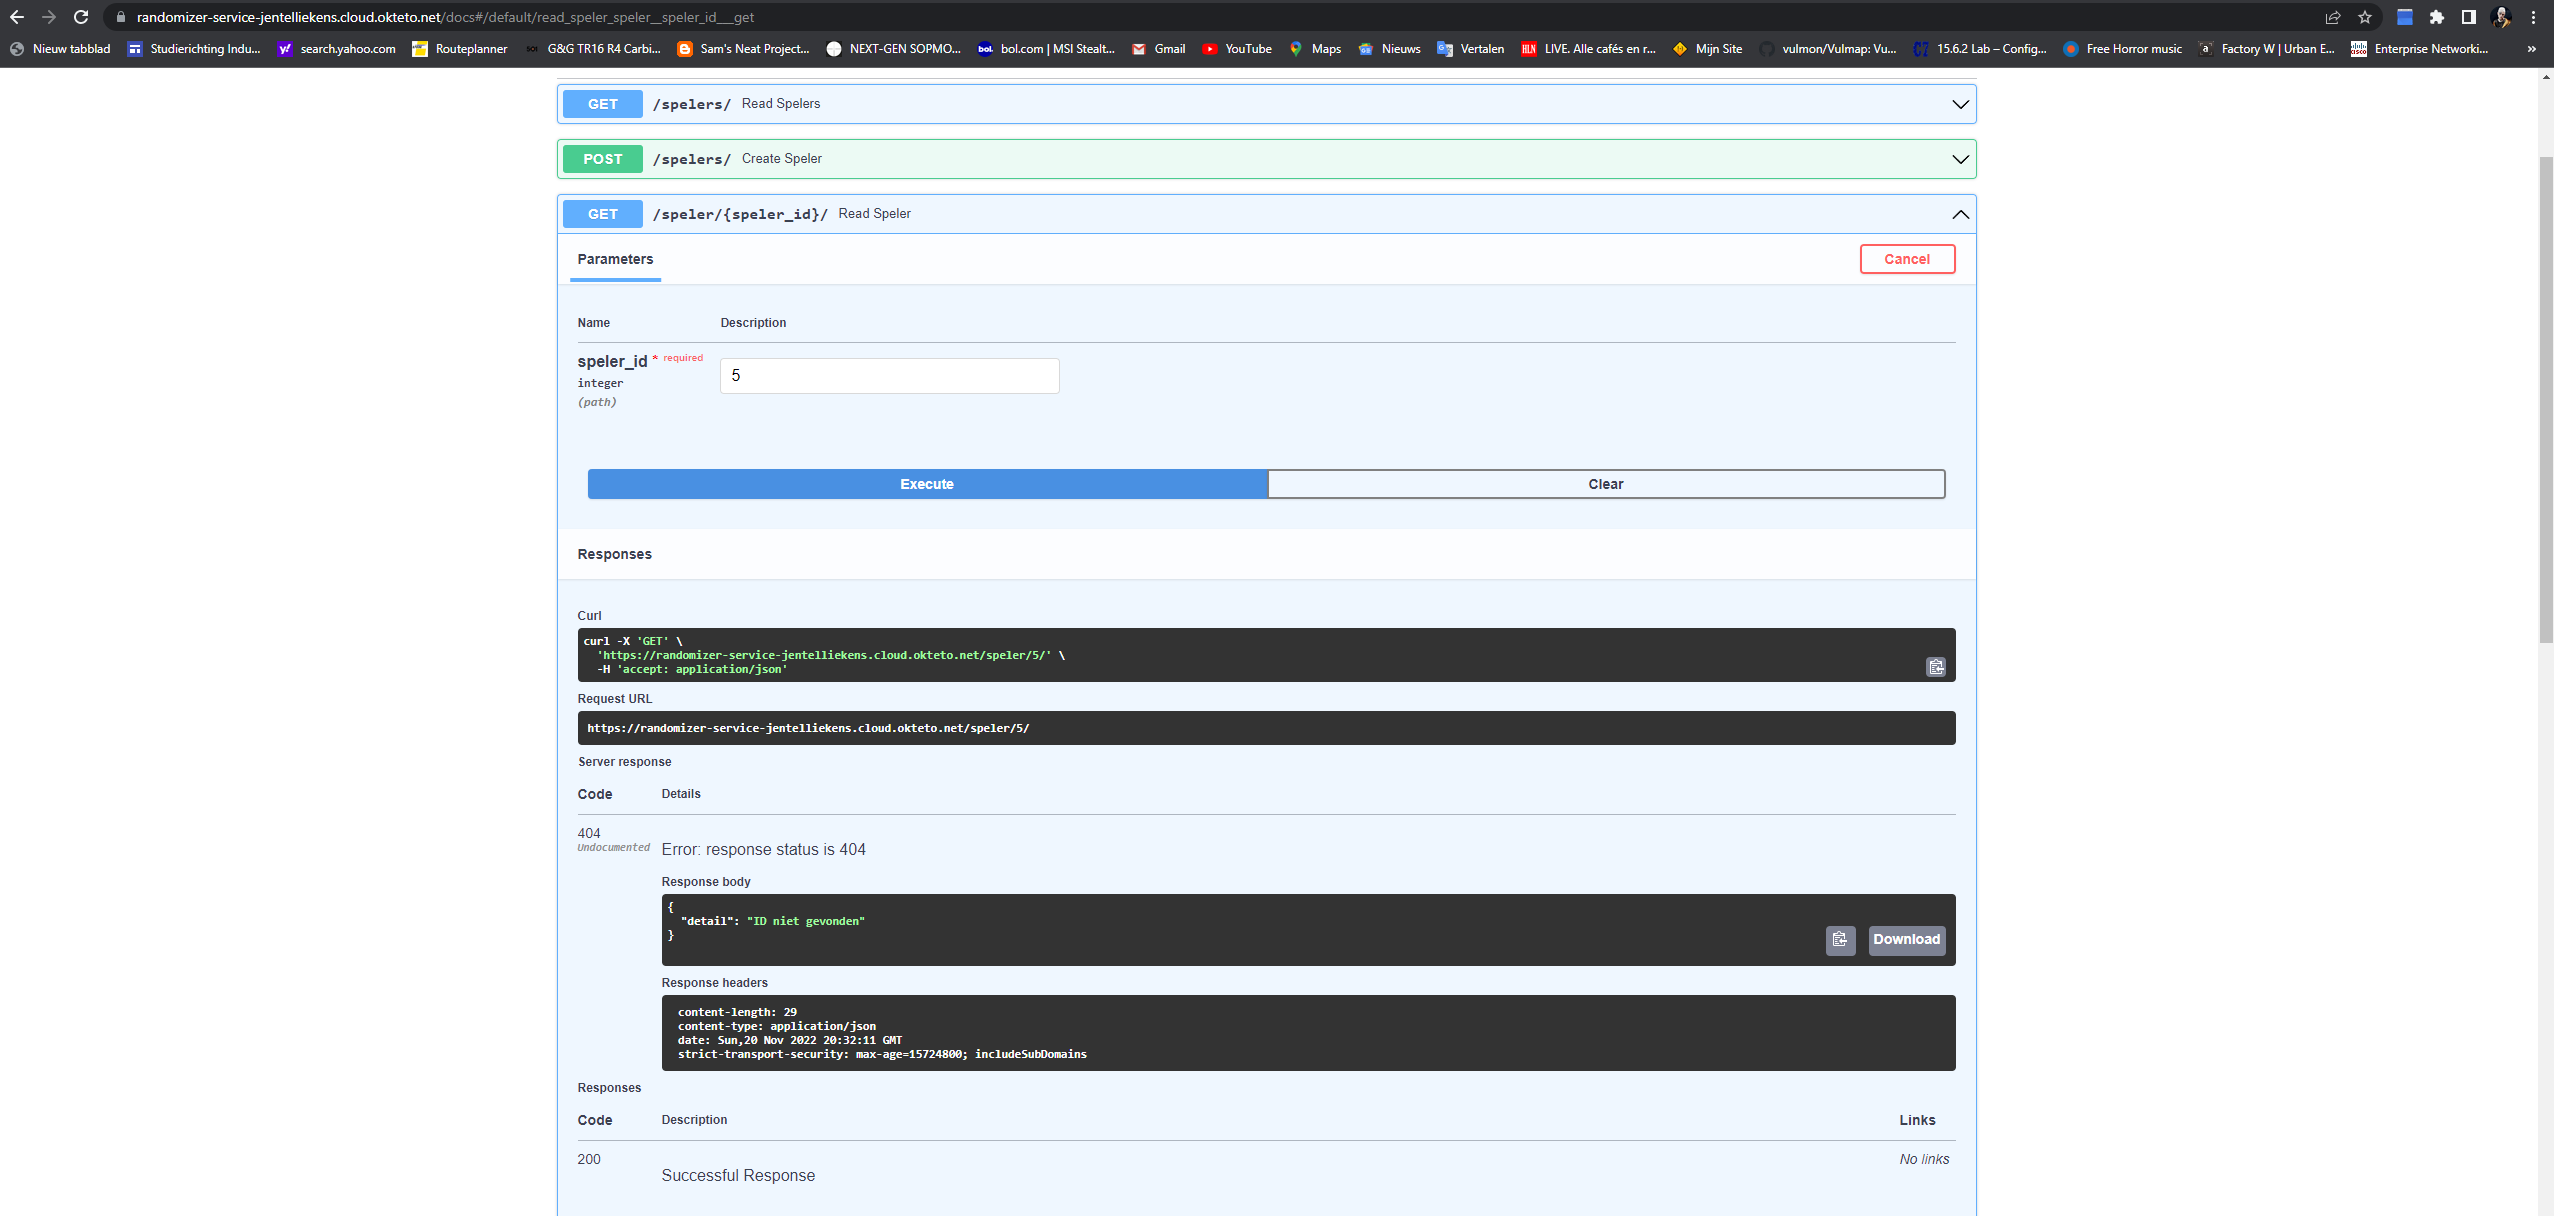 randomizer-service-jentelliekens.cloud.okteto.net/docs#/default/read_speler_speler__speler_id___get
Nieuw tabblad Studierichting Indu... search.yahoo.com Routeplanner G&G TR16 R4 Carbi... Sam's Neat Project... NEXT-GEN SOPMO... bol. bol.com | MSI Stealt... Gmail YouTube Maps Nieuws Vertalen HLN LIVE. Alle cafés en r... Mijn Site vulmon/Vulmap: Vu... 15.6.2 Lab – Config... Free Horror music Factory W | Urban E... Enterprise Networki... »
GET /spelers/ Read Spelers
POST /spelers/ Create Speler
GET /speler/{speler_id}/ Read Speler
Parameters Cancel
Name Description
speler_id * required
integer
(path)
5
Execute Clear
Responses
Curl
curl -X 'GET' \
'https://randomizer-service-jentelliekens.cloud.okteto.net/speler/5/' \
-H 'accept: application/json'
Request URL
https://randomizer-service-jentelliekens.cloud.okteto.net/speler/5/
Server response
Code Details
404
Undocumented
Error: response status is 404
Response body
{
"detail": "ID niet gevonden"
}
Download
Response headers
content-length: 29
content-type: application/json
date: Sun,20 Nov 2022 20:32:11 GMT
strict-transport-security: max-age=15724800; includeSubDomains
Responses
Code Description Links
200 No links
Successful Response